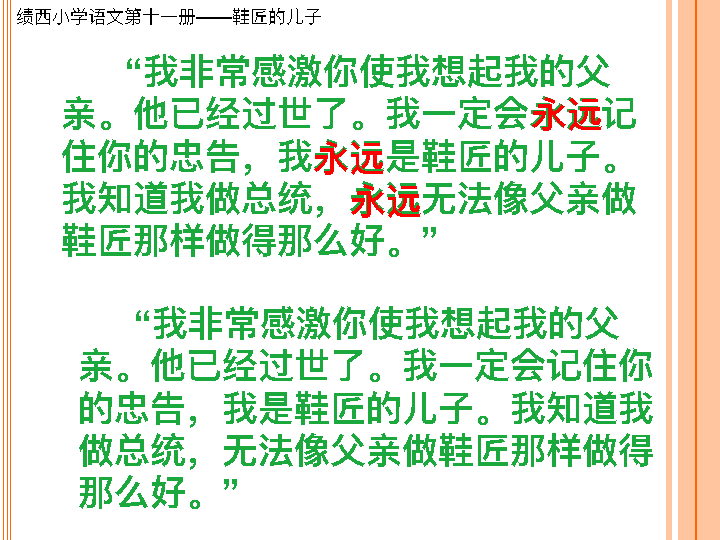 绩西小学语文第十一册——鞋匠的儿子
“我非常感激你使我想起我的父
亲。他已经过世了。我一定会永远记
住你的忠告，我永远是鞋匠的儿子。
我知道我做总统，永远无法像父亲做
鞋匠那样做得那么好。”
“我非常感激你使我想起我的父
亲。他已经过世了。我一定会记住你
的忠告，我是鞋匠的儿子。我知道我
做总统，无法像父亲做鞋匠那样做得
那么好。”